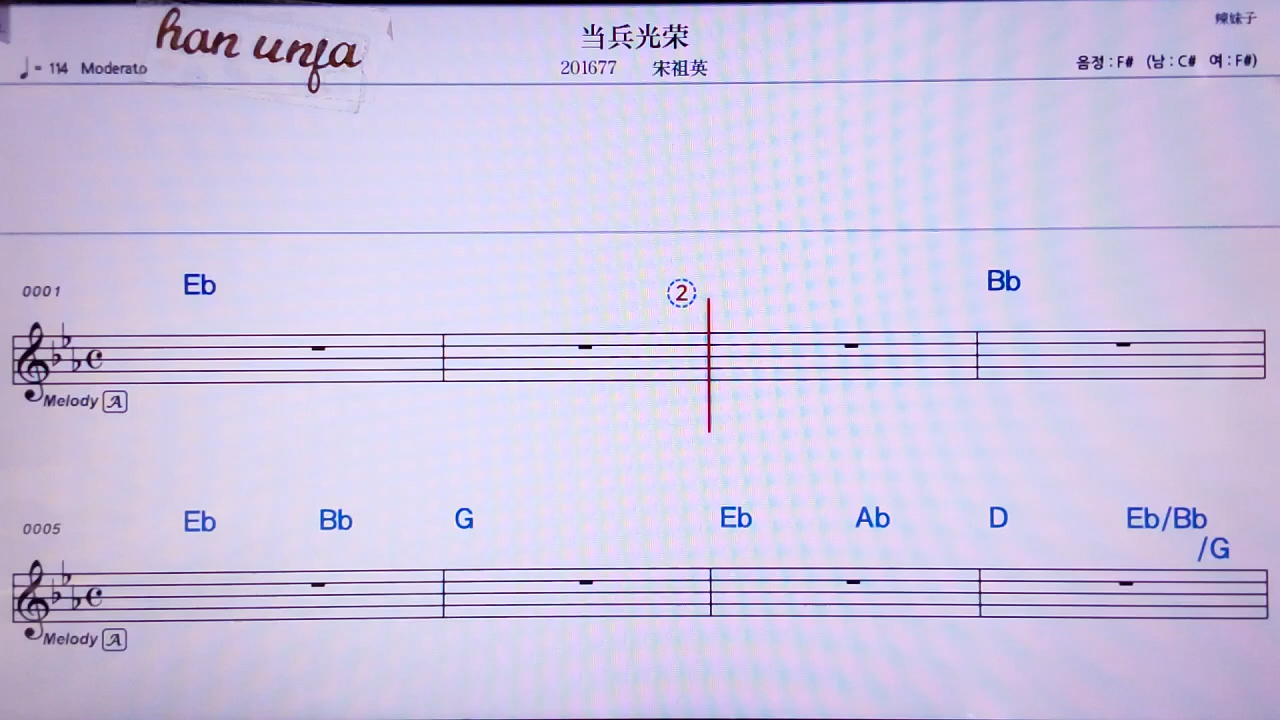 han unfa
当兵光荣
辣妹子
♩= 114 Moderato
201677 宋祖英
음정 : F# (남 : C# 여 : F#)
0001
Eb
②
Bb
Melody A
0005
Eb Bb G Eb Ab D Eb/Bb
/G
Melody A